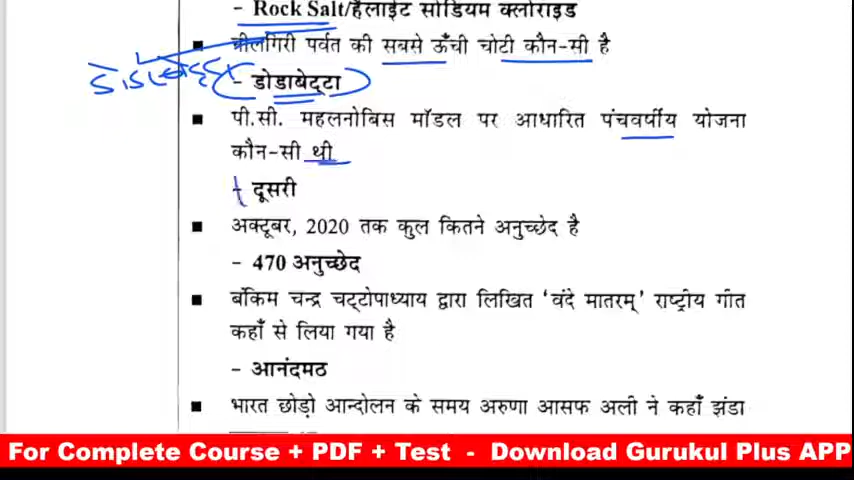 - Rock Salt/हैलाईट सोडियम क्लोराइड
■ नीलगिरी पर्वत की सबसे ऊँची चोटी कौन-सी है
- डोडाबेट्टा
■ पी.सी. महलनोबिस मॉडल पर आधारित पंचवर्षीय योजना
कौन-सी थी
- दूसरी
■ अक्टूबर, 2020 तक कुल कितने अनुच्छेद है
- 470 अनुच्छेद
■ बंकिम चन्द्र चट्टोपाध्याय द्वारा लिखित ‘वंदे मातरम्’ राष्ट्रीय गीत
कहाँ से लिया गया है
- आनंदमठ
■ भारत छोड़ो आन्दोलन के समय अरुणा आसफ अली ने कहाँ झंडा
For Complete Course + PDF + Test - Download Gurukul Plus APP